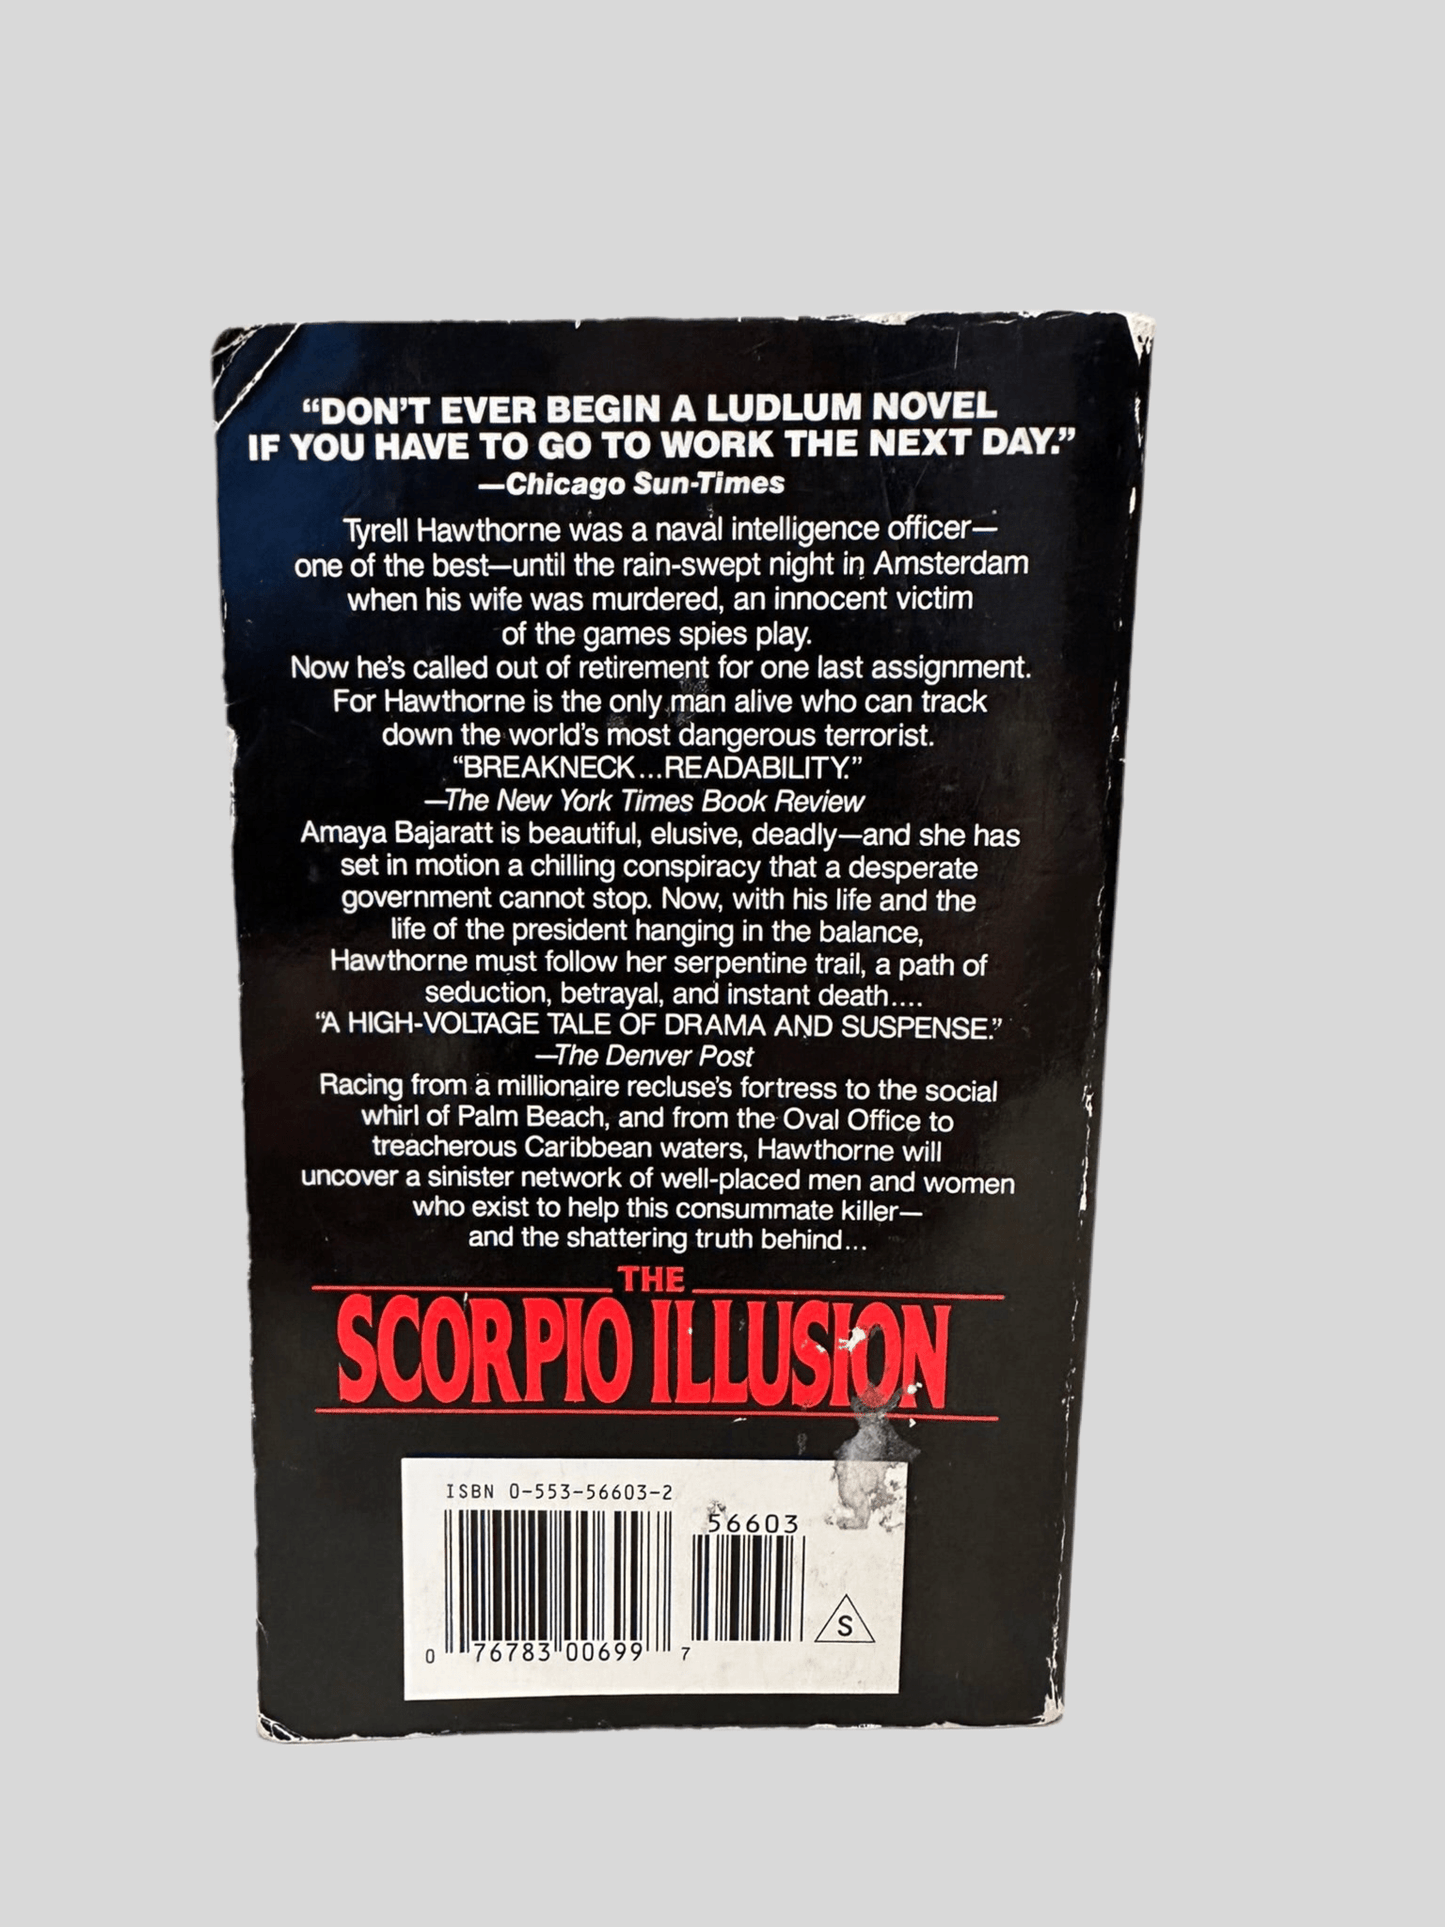 “DON’T EVER BEGIN A LUDLUM NOVEL
IF YOU HAVE TO GO TO WORK THE NEXT DAY.”
—Chicago Sun-Times
Tyrell Hawthorne was a naval intelligence officer—
one of the best—until the rain-swept night in Amsterdam
when his wife was murdered, an innocent victim
of the games spies play.
Now he’s called out of retirement for one last assignment.
For Hawthorne is the only man alive who can track
down the world’s most dangerous terrorist.
“BREAKNECK...READABILITY.”
—The New York Times Book Review
Amaya Bajaratt is beautiful, elusive, deadly—and she has
set in motion a chilling conspiracy that a desperate
government cannot stop. Now, with his life and the
life of the president hanging in the balance,
Hawthorne must follow her serpentine trail, a path of
seduction, betrayal, and instant death....
“A HIGH-VOLTAGE TALE OF DRAMA AND SUSPENSE.”
—The Denver Post
Racing from a millionaire recluse’s fortress to the social
whirl of Palm Beach, and from the Oval Office to
treacherous Caribbean waters, Hawthorne will
uncover a sinister network of well-placed men and women
who exist to help this consummate killer—
and the shattering truth behind...
THE
SCORPIO ILLUSION
ISBN 0-553-56603-2
56603
S
0 76783 00699 7